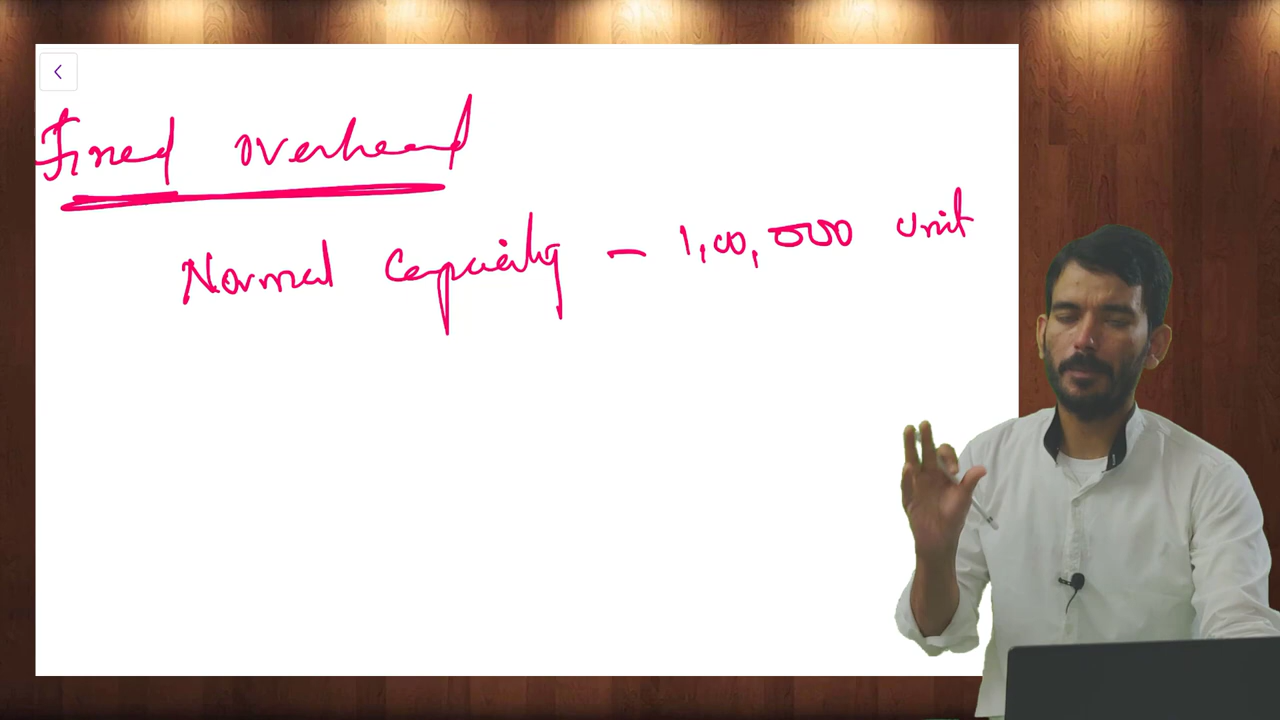 Fixed overhead
Normal Capacity - 1,00,000 unit